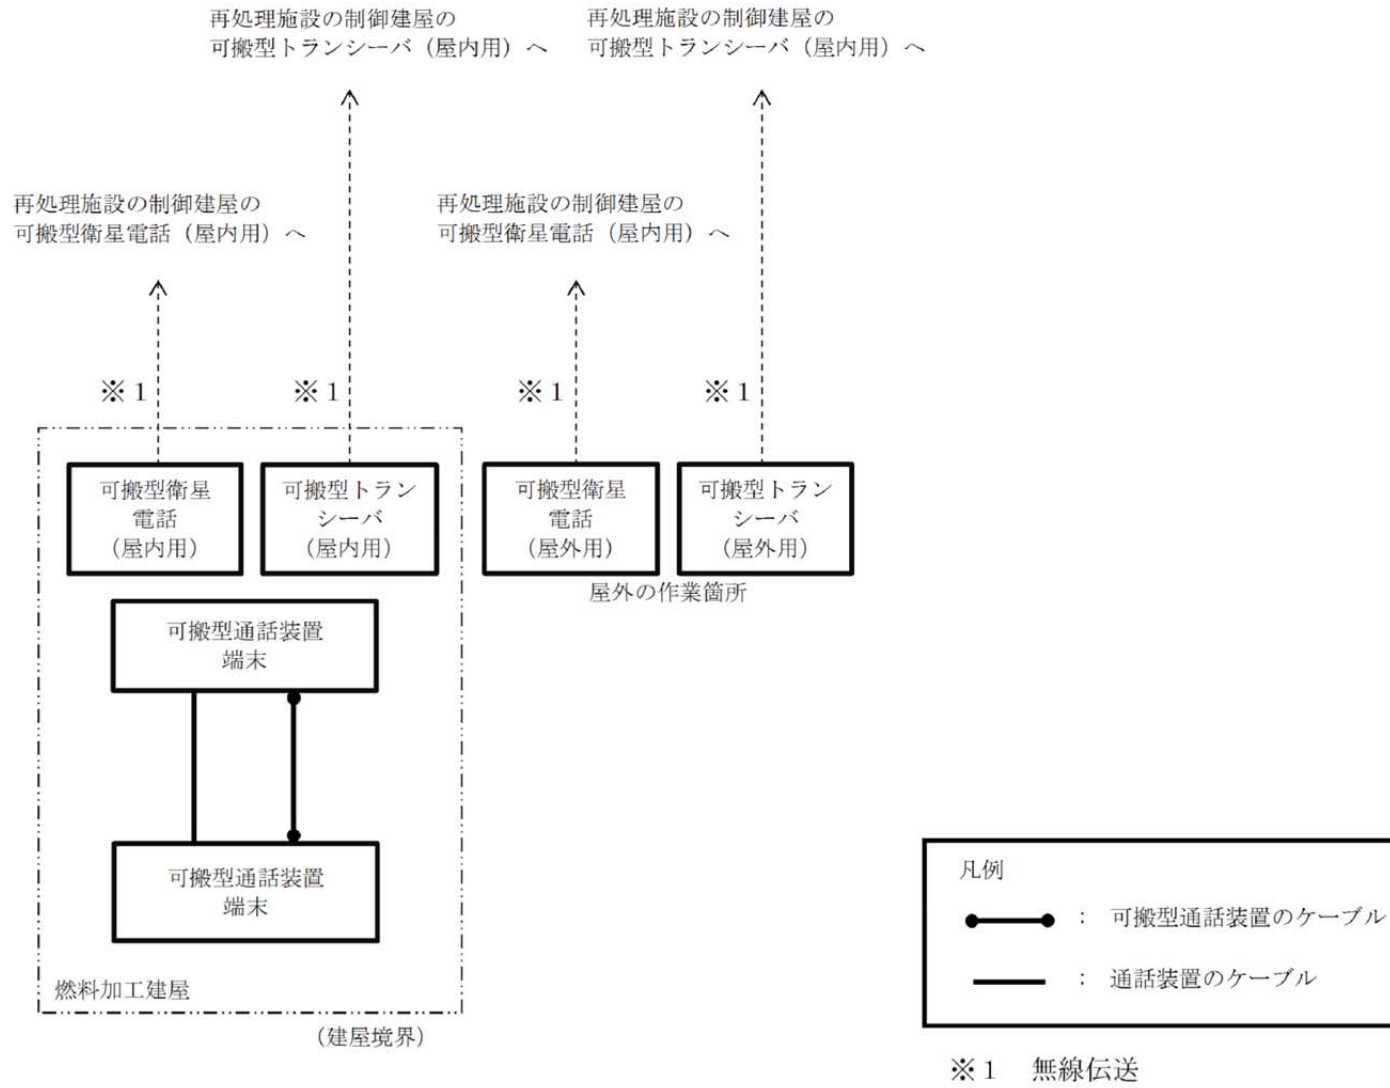 再処理施設の制御建屋の
可搬型トランシーバ（屋内用）へ
再処理施設の制御建屋の
可搬型トランシーバ（屋内用）へ
再処理施設の制御建屋の
可搬型衛星電話（屋内用）へ
再処理施設の制御建屋の
可搬型衛星電話（屋内用）へ
※１
※１
※１
※１
可搬型衛星
電話
（屋内用）
可搬型トラン
シーバ
（屋内用）
可搬型衛星
電話
（屋外用）
可搬型トラン
シーバ
（屋外用）
屋外の作業箇所
可搬型通話装置
端末
可搬型通話装置
端末
燃料加工建屋
（建屋境界）
凡例
： 可搬型通話装置のケーブル
： 通話装置のケーブル
※１ 無線伝送